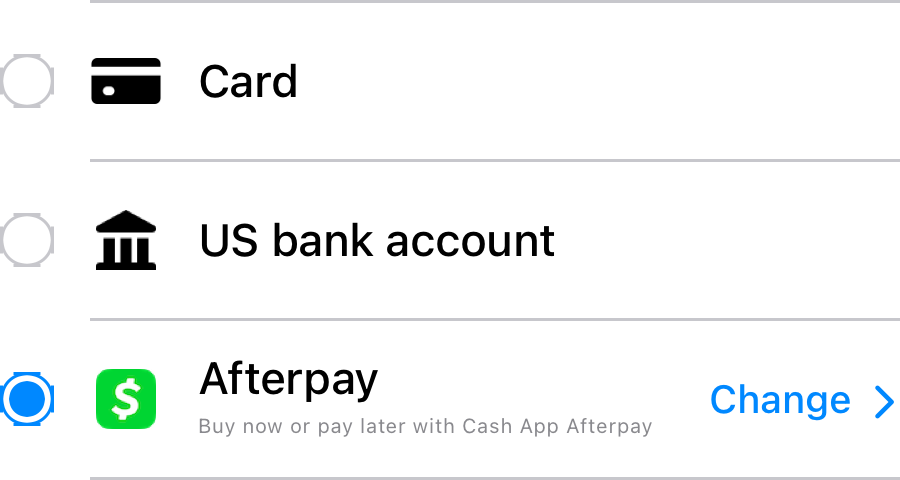 Card
US bank account
Afterpay
Buy now or pay later with Cash App Afterpay
Change